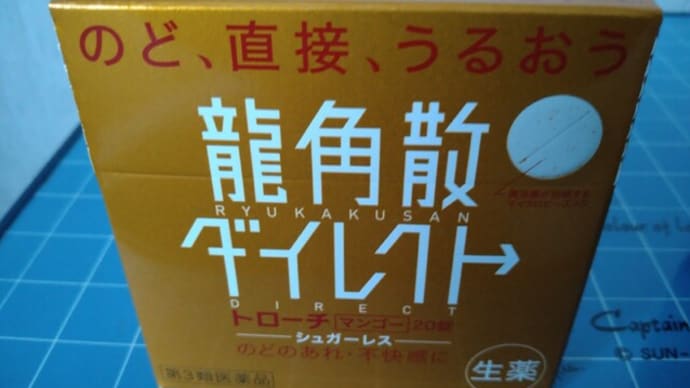 のど、直接、うるおう
龍角散
RYUKAKUSAN
ダイレクト
DIRECT
トローチ[マンゴー]20錠
シュガーレス
のどのあれ・不快感に
第3類医薬品
生薬
Captain
© SUN-